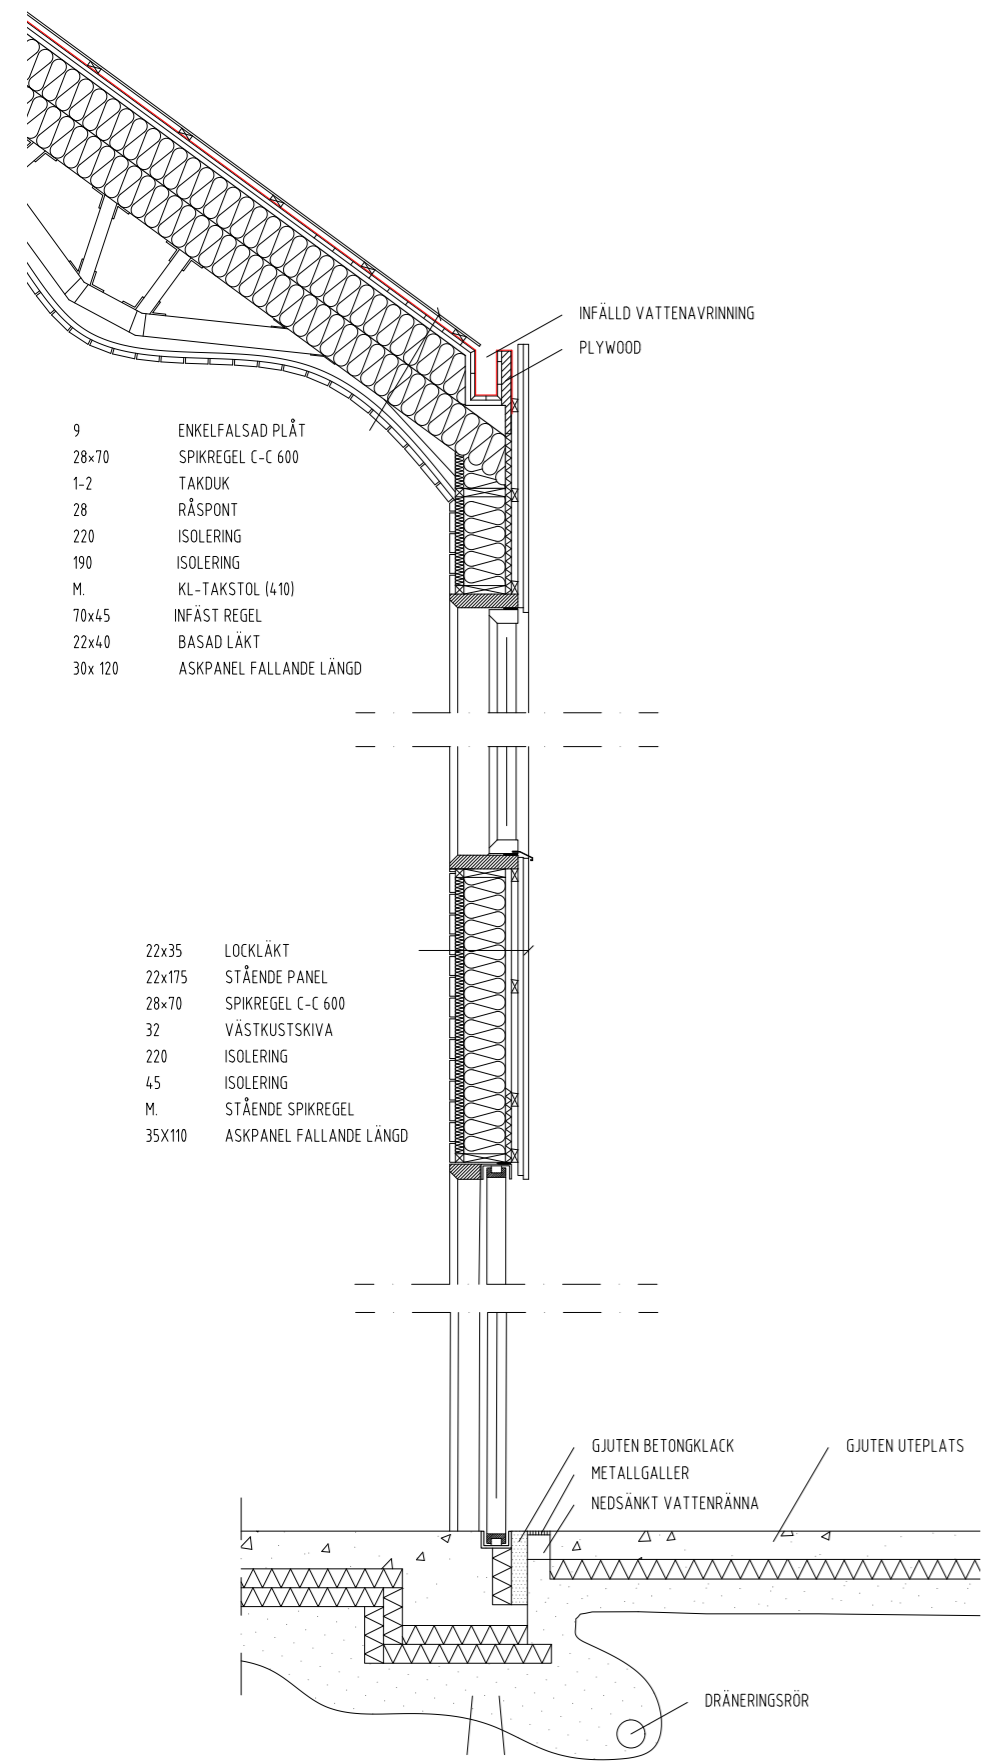 INFÄLLD VATTENAVRINNING
PLYWOOD
9 ENKELFALSAD PLÅT
28×70 SPIKREGEL C-C 600
1-2 TAKDUK
28 RÅSPONT
220 ISOLERING
190 ISOLERING
M. KL-TAKSTOL (410)
70x45 INFÄST REGEL
22x40 BASAD LÄKT
30x 120 ASKPANEL FALLANDE LÄNGD
22x35 LOCKLÄKT
22x175 STÅENDE PANEL
28×70 SPIKREGEL C-C 600
32 VÄSTKUSTSKIVA
220 ISOLERING
45 ISOLERING
M. STÅENDE SPIKREGEL
35X110 ASKPANEL FALLANDE LÄNGD
GJUTEN BETONGKLACK
GJUTEN UTEPLATS
METALLGALLER
NEDSÄNKT VATTENRÄNNA
DRÄNERINGSRÖR